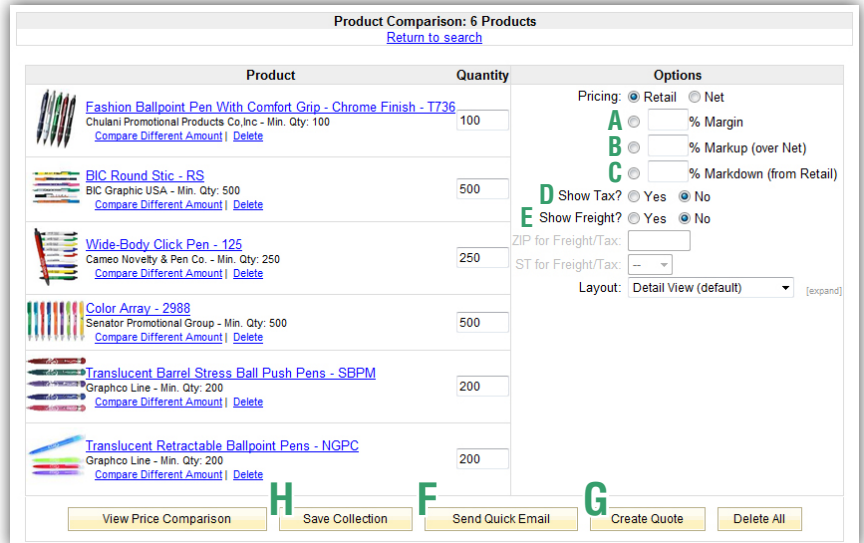 Product Comparison: 6 Products
Return to search
Product Quantity Options
Fashion Ballpoint Pen With Comfort Grip - Chrome Finish - T736
Chulani Promotional Products Co,Inc - Min. Qty: 100
Compare Different Amount | Delete
100
BIC Round Stic - RS
BIC Graphic USA - Min. Qty: 500
Compare Different Amount | Delete
500
Wide-Body Click Pen - 125
Cameo Novelty & Pen Co. - Min. Qty: 250
Compare Different Amount | Delete
250
Color Array - 2988
Senator Promotional Group - Min. Qty: 500
Compare Different Amount | Delete
500
Translucent Barrel Stress Ball Push Pens - SBPM
Graphco Line - Min. Qty: 200
Compare Different Amount | Delete
200
Translucent Retractable Ballpoint Pens - NGPC
Graphco Line - Min. Qty: 200
Compare Different Amount | Delete
200
Pricing: Retail Net
A % Margin
B % Markup (over Net)
C % Markdown (from Retail)
D Show Tax? Yes No
E Show Freight? Yes No
ZIP for Freight/Tax:
ST for Freight/Tax: --
Layout: Detail View (default) [expand]
H F G
View Price Comparison Save Collection Send Quick Email Create Quote Delete All